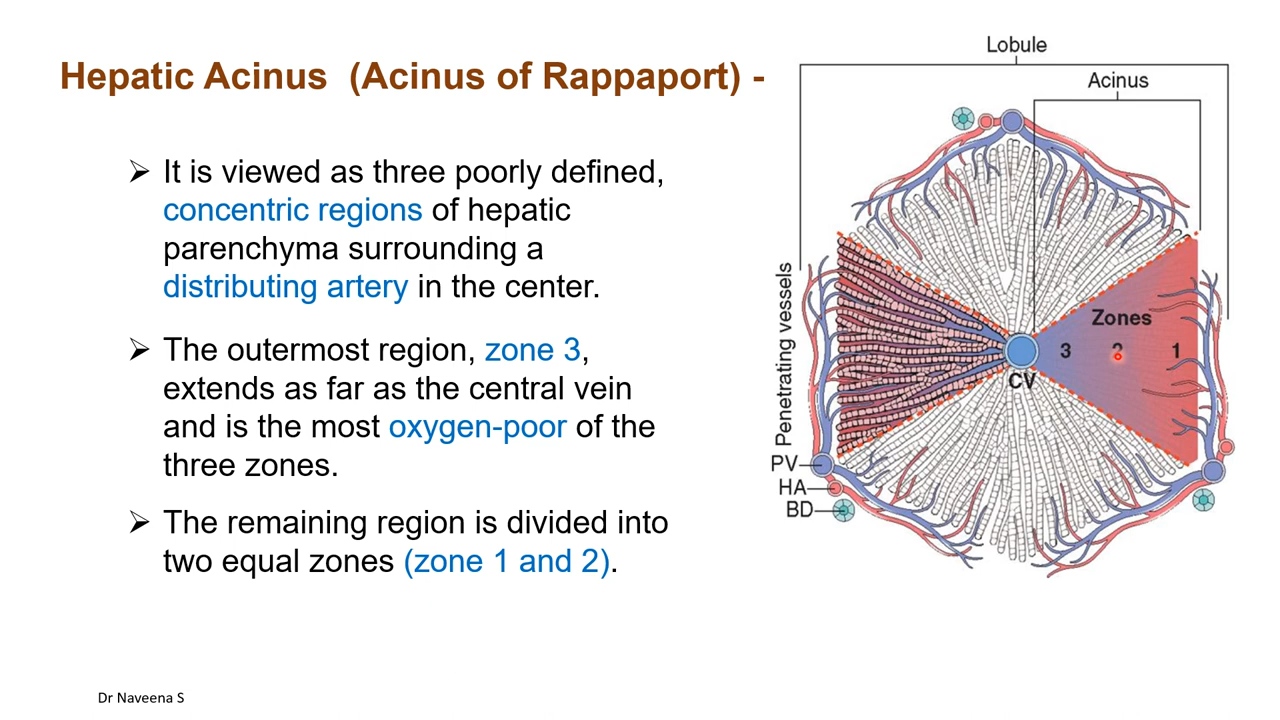 Hepatic Acinus (Acinus of Rappaport) -
➢ It is viewed as three poorly defined,
concentric regions of hepatic
parenchyma surrounding a
distributing artery in the center.
➢ The outermost region, zone 3,
extends as far as the central vein
and is the most oxygen-poor of the
three zones.
➢ The remaining region is divided into
two equal zones (zone 1 and 2).
Dr Naveena S
Lobule
Acinus
Penetrating vessels
Zones
3 2 1
CV
PV
HA
BD